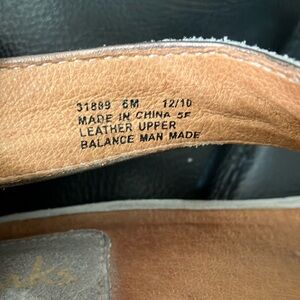 31889 6M 12/10
MADE IN CHINA 5F
LEATHER UPPER
BALANCE MAN MADE